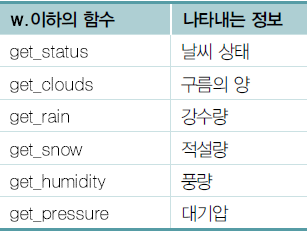 w.이하의 함수 나타내는 정보
get_status 날씨 상태
get_clouds 구름의 양
get_rain 강수량
get_snow 적설량
get_humidity 풍량
get_pressure 대기압